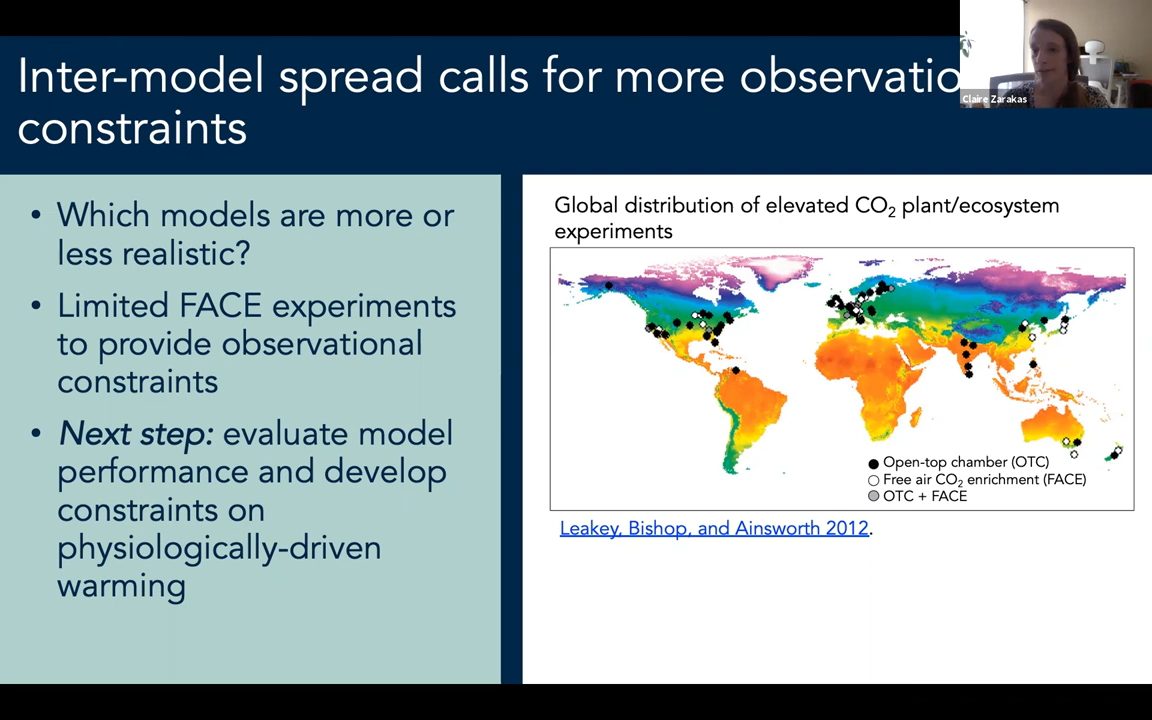 Inter-model spread calls for more observatio
constraints
Claire Zarakas
• Which models are more or
less realistic?
• Limited FACE experiments
to provide observational
constraints
• Next step: evaluate model
performance and develop
constraints on
physiologically-driven
warming
Global distribution of elevated CO₂ plant/ecosystem
experiments
Open-top chamber (OTC)
Free air CO₂ enrichment (FACE)
OTC + FACE
Leakey, Bishop, and Ainsworth 2012.